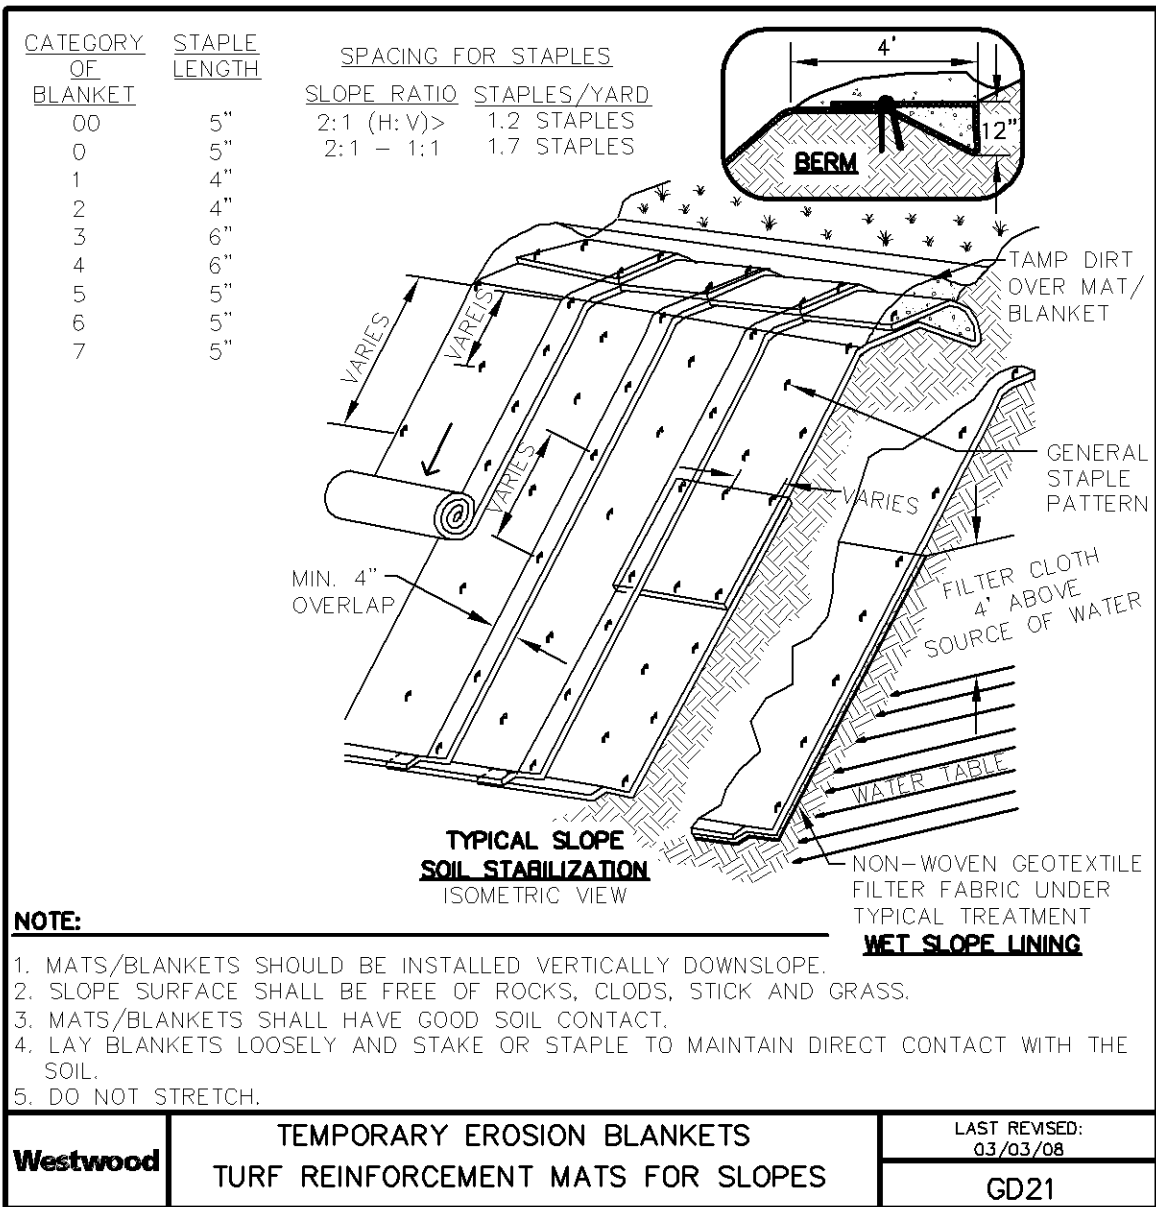 CATEGORY OF BLANKET
STAPLE LENGTH
00 5"
0 5"
1 4"
2 4"
3 6"
4 6"
5 5"
6 5"
7 5"
SPACING FOR STAPLES
SLOPE RATIO STAPLES/YARD
2:1 (H:V)> 1.2 STAPLES
2:1 – 1:1 1.7 STAPLES
4'
12"
BERM
TAMP DIRT
OVER MAT/
BLANKET
VARIES
VAREIS
VARIES
VARIES
GENERAL
STAPLE
PATTERN
MIN. 4"
OVERLAP
FILTER CLOTH
4' ABOVE
SOURCE OF WATER
WATER TABLE
TYPICAL SLOPE
SOIL STABILIZATION
ISOMETRIC VIEW
NON–WOVEN GEOTEXTILE
FILTER FABRIC UNDER
TYPICAL TREATMENT
WET SLOPE LINING
NOTE:
1. MATS/BLANKETS SHOULD BE INSTALLED VERTICALLY DOWNSLOPE.
2. SLOPE SURFACE SHALL BE FREE OF ROCKS, CLODS, STICK AND GRASS.
3. MATS/BLANKETS SHALL HAVE GOOD SOIL CONTACT.
4. LAY BLANKETS LOOSELY AND STAKE OR STAPLE TO MAINTAIN DIRECT CONTACT WITH THE
SOIL.
5. DO NOT STRETCH.
Westwood
TEMPORARY EROSION BLANKETS
TURF REINFORCEMENT MATS FOR SLOPES
LAST REVISED:
03/03/08
GD21